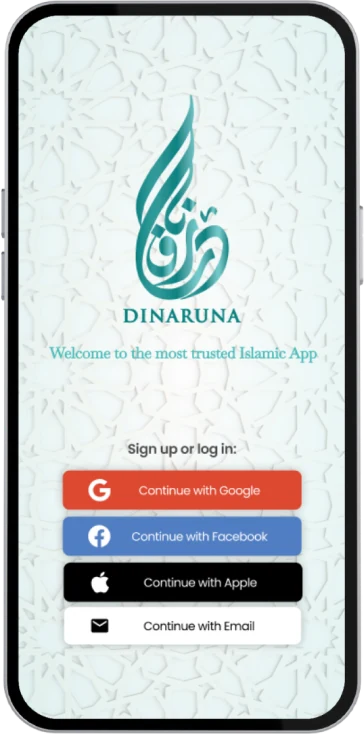 ديننا
DINARUNA
Welcome to the most trusted Islamic App
Sign up or log in:
Continue with Google
Continue with Facebook
Continue with Apple
Continue with Email